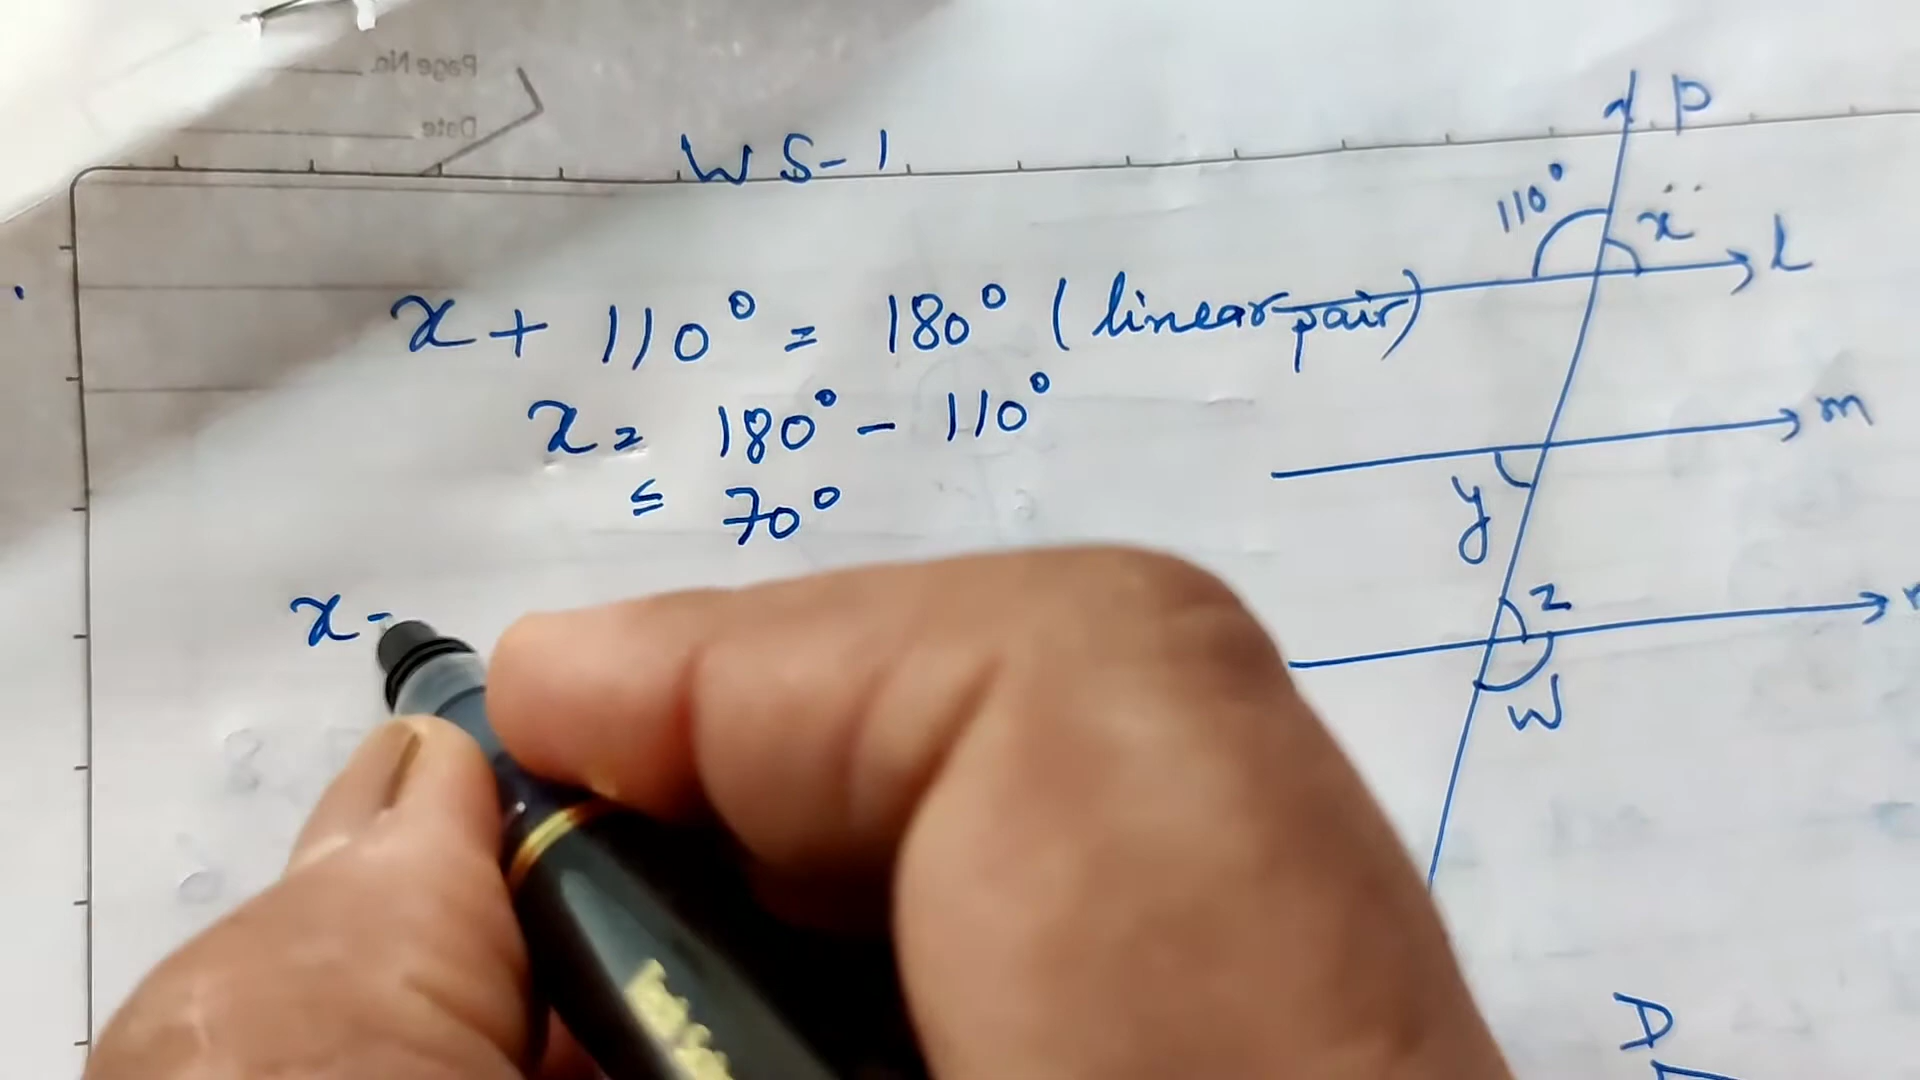 Page No.
Date
WS-1
p
110°
x
l
x + 110° = 180° (linear pair)
x = 180° - 110°
= 70°
m
y
x =
z
w
D